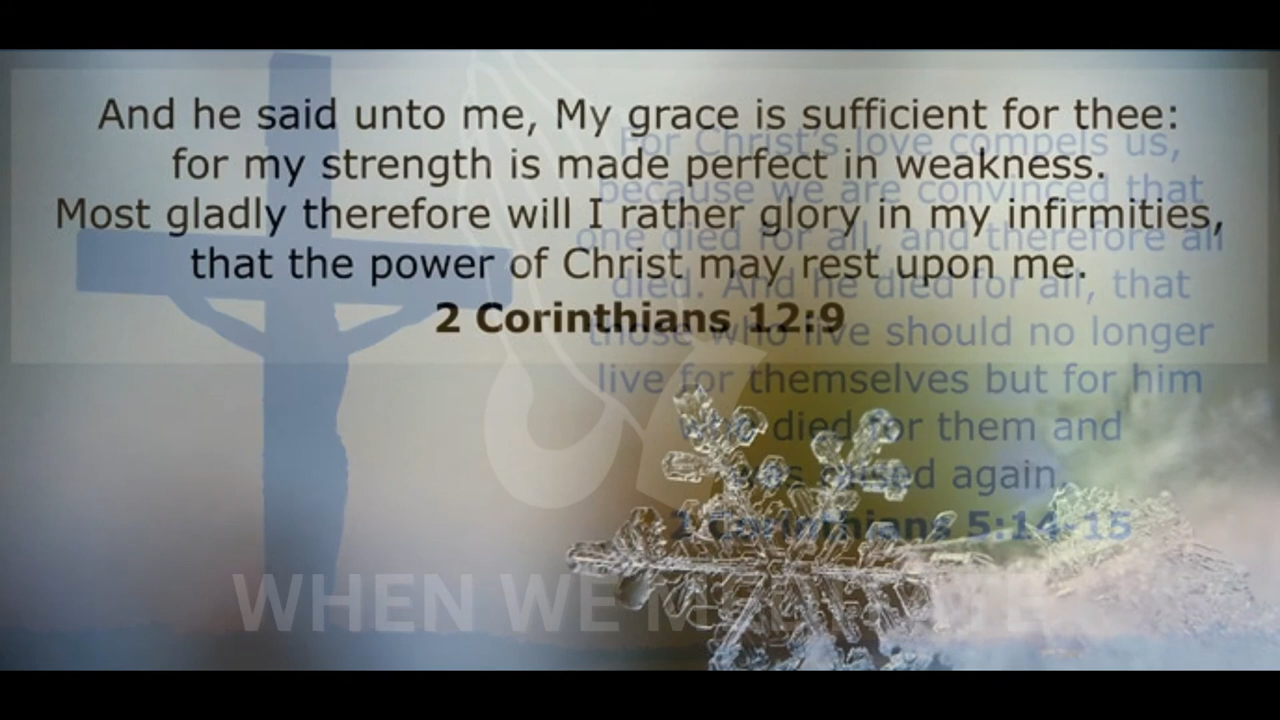 And he said unto me, My grace is sufficient for thee:
for my strength is made perfect in weakness.
Most gladly therefore will I rather glory in my infirmities,
that the power of Christ may rest upon me.
2 Corinthians 12:9
For Christ's love compels us,
because we are convinced that
one died for all, and therefore all
died. And he died for all, that
those who live should no longer
live for themselves but for him
who died for them and
was raised again.
Corinthians 5:14-15
WHEN WE